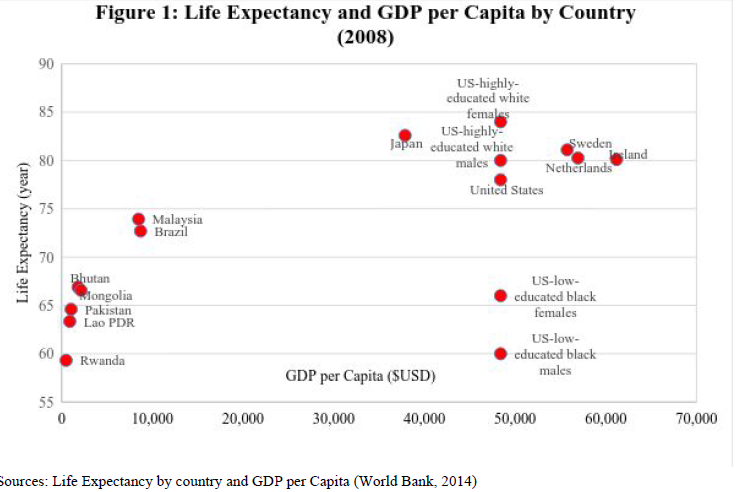 Figure 1: Life Expectancy and GDP per Capita by Country
(2008)
90
85
80
75
70
65
60
55
Life Expectancy (year)
US-highly-
educated white
females
US-highly-
educated white
males
Japan
Sweden
Ireland
Netherlands
United States
Malaysia
Brazil
Bhutan
Mongolia
Pakistan
Lao PDR
Rwanda
US-low-
educated black
females
US-low-
educated black
males
GDP per Capita ($USD)
0 10,000 20,000 30,000 40,000 50,000 60,000 70,000
Sources: Life Expectancy by country and GDP per Capita (World Bank, 2014)